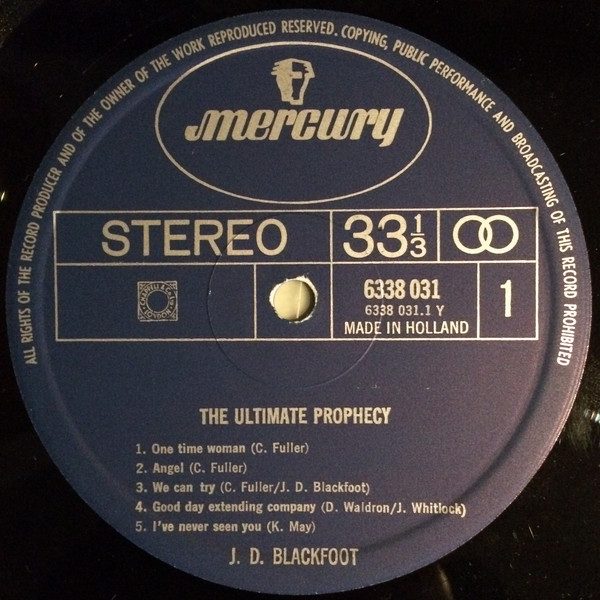 ALL RIGHTS OF THE RECORD PRODUCER AND OF THE OWNER OF THE WORK REPRODUCED RESERVED. COPYING, PUBLIC PERFORMANCE AND BROADCASTING OF THIS RECORD PROHIBITED
mercury
STEREO 33 1/3
6338 031
6338 031.1 Y
MADE IN HOLLAND
1
THE ULTIMATE PROPHECY
1. One time woman (C. Fuller)
2. Angel (C. Fuller)
3. We can try (C. Fuller/J. D. Blackfoot)
4. Good day extending company (D. Waldron/J. Whitlock)
5. I've never seen you (K. May)
J. D. BLACKFOOT